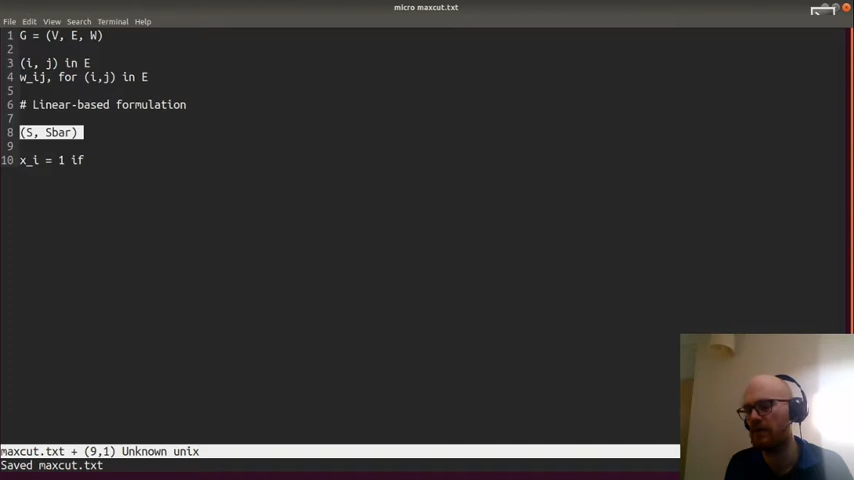 micro maxcut.txt
File Edit View Search Terminal Help
1 G = (V, E, W)
2
3 (i, j) in E
4 w_ij, for (i,j) in E
5
6 # Linear-based formulation
7
8 (S, Sbar)
9
10 x_i = 1 if
maxcut.txt + (9,1) Unknown unix
Saved maxcut.txt